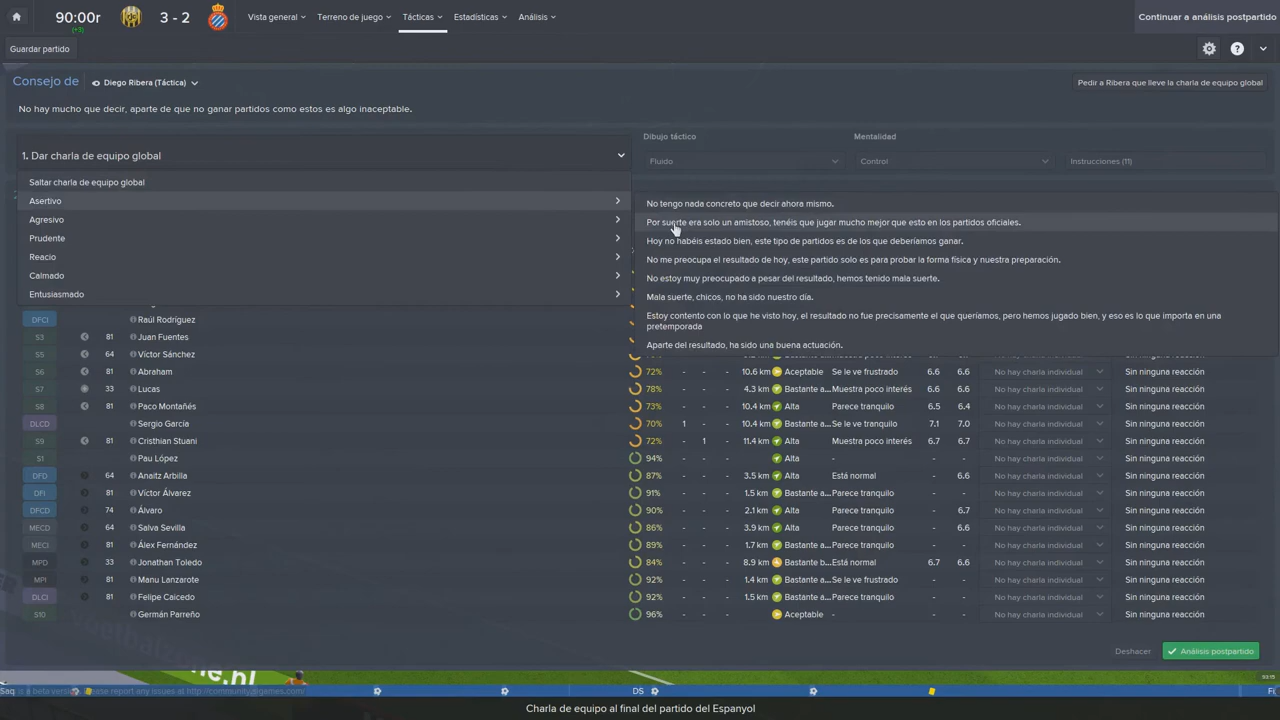 90:00r
(+3)
3 - 2
Vista general
Terreno de juego
Tácticas
Estadísticas
Análisis
Continuar a análisis postpartido
Guardar partido
?
Consejo de
Diego Ribera (Táctica)
Pedir a Ribera que lleve la charla de equipo global
No hay mucho que decir, aparte de que no ganar partidos como estos es algo inaceptable.
1. Dar charla de equipo global
Dibujo táctico
Mentalidad
Fluido
Control
Instrucciones (11)
Saltar charla de equipo global
Asertivo
Agresivo
Prudente
Reacio
Calmado
Entusiasmado
No tengo nada concreto que decir ahora mismo.
Por suerte era solo un amistoso, tenéis que jugar mucho mejor que esto en los partidos oficiales.
Hoy no habéis estado bien, este tipo de partidos es de los que deberíamos ganar.
No me preocupa el resultado de hoy, este partido solo es para probar la forma física y nuestra preparación.
No estoy muy preocupado a pesar del resultado, hemos tenido mala suerte.
Mala suerte, chicos, no ha sido nuestro día.
Estoy contento con lo que he visto hoy, el resultado no fue precisamente el que queríamos, pero hemos jugado bien, y eso es lo que importa en una
pretemporada
Aparte del resultado, ha sido una buena actuación.
DFCI Raúl Rodríguez
S3 81 Juan Fuentes
S5 64 Víctor Sánchez
S6 81 Abraham 72% - - - 10.6 km Aceptable Se le ve frustrado 6.6 6.6 No hay charla individual Sin ninguna reacción
S7 33 Lucas 78% - - - 4.3 km Bastante a... Muestra poco interés 6.6 6.6 No hay charla individual Sin ninguna reacción
S8 81 Paco Montañés 73% - - - 10.4 km Alta Parece tranquilo 6.5 6.4 No hay charla individual Sin ninguna reacción
DLCD Sergio García 70% 1 - - 10.4 km Bastante a... Se le ve tranquilo 7.1 7.0 No hay charla individual Sin ninguna reacción
S9 81 Cristhian Stuani 72% - 1 - 11.4 km Alta Muestra poco interés 6.7 6.7 No hay charla individual Sin ninguna reacción
S1 Pau López 94% - - - Alta - - - No hay charla individual Sin ninguna reacción
DFD 64 Anaitz Arbilla 87% - - - 3.5 km Alta Está normal - 6.6 No hay charla individual Sin ninguna reacción
DFI 81 Víctor Álvarez 91% - - - 1.5 km Bastante a... Parece tranquilo - - No hay charla individual Sin ninguna reacción
DFCD 74 Álvaro 90% - - - 2.1 km Alta Parece tranquilo - 6.7 No hay charla individual Sin ninguna reacción
MECD 64 Salva Sevilla 86% - - - 3.9 km Alta Parece tranquilo - 6.6 No hay charla individual Sin ninguna reacción
MECI 81 Álex Fernández 89% - - - 1.7 km Bastante a... Parece tranquilo - - No hay charla individual Sin ninguna reacción
MPD 33 Jonathan Toledo 84% - - - 8.9 km Bastante b... Está normal 6.7 6.6 No hay charla individual Sin ninguna reacción
MPI 81 Manu Lanzarote 92% - - - 1.4 km Bastante a... Se le ve frustrado - - No hay charla individual Sin ninguna reacción
DLCI 81 Felipe Caicedo 92% - - - 1.5 km Bastante a... Parece tranquilo - - No hay charla individual Sin ninguna reacción
S10 Germán Parreño 96% - - - Aceptable - - - No hay charla individual Sin ninguna reacción
Deshacer
Análisis postpartido
Saq
DS
Charla de equipo al final del partido del Espanyol